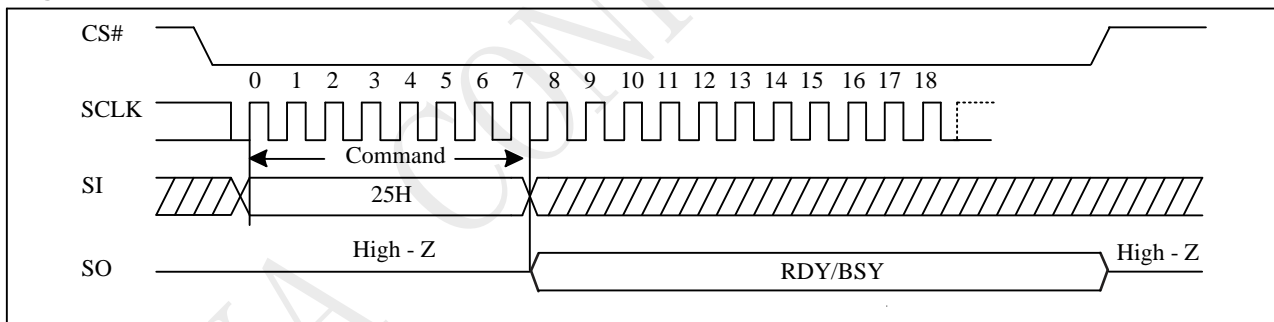 CS#
0 1 2 3 4 5 6 7 8 9 10 11 12 13 14 15 16 17 18
SCLK
Command
SI
25H
High - Z
SO
RDY/BSY
High - Z